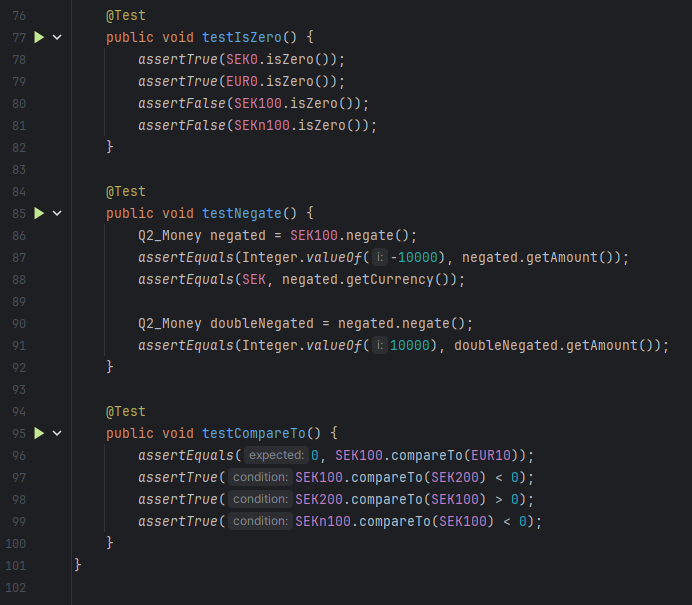 76 @Test
77 public void testIsZero() {
78 assertTrue(SEK0.isZero());
79 assertTrue(EUR0.isZero());
80 assertFalse(SEK100.isZero());
81 assertFalse(SEKn100.isZero());
82 }
83
84 @Test
85 public void testNegate() {
86 Q2_Money negated = SEK100.negate();
87 assertEquals(Integer.valueOf( i: -10000), negated.getAmount());
88 assertEquals(SEK, negated.getCurrency());
89
90 Q2_Money doubleNegated = negated.negate();
91 assertEquals(Integer.valueOf( i: 10000), doubleNegated.getAmount());
92 }
93
94 @Test
95 public void testCompareTo() {
96 assertEquals( expected: 0, SEK100.compareTo(EUR10));
97 assertTrue( condition: SEK100.compareTo(SEK200) < 0);
98 assertTrue( condition: SEK200.compareTo(SEK100) > 0);
99 assertTrue( condition: SEKn100.compareTo(SEK100) < 0);
100 }
101 }
102